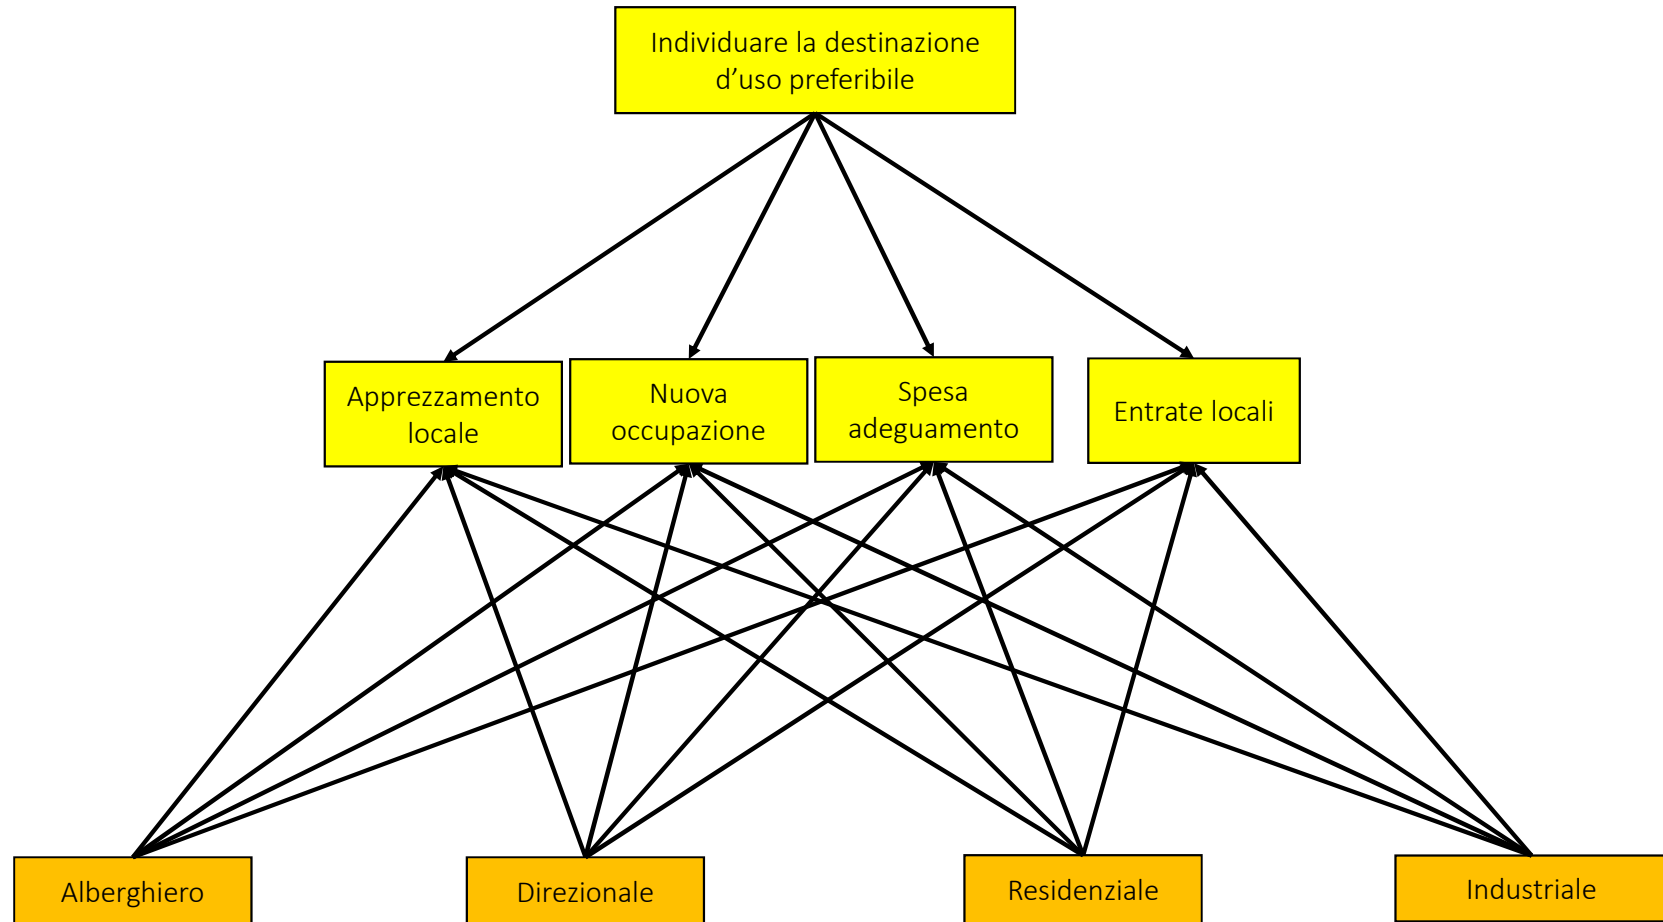 Individuare la destinazione
d’uso preferibile
Apprezzamento
locale
Nuova
occupazione
Spesa
adeguamento
Entrate locali
Alberghiero
Direzionale
Residenziale
Industriale